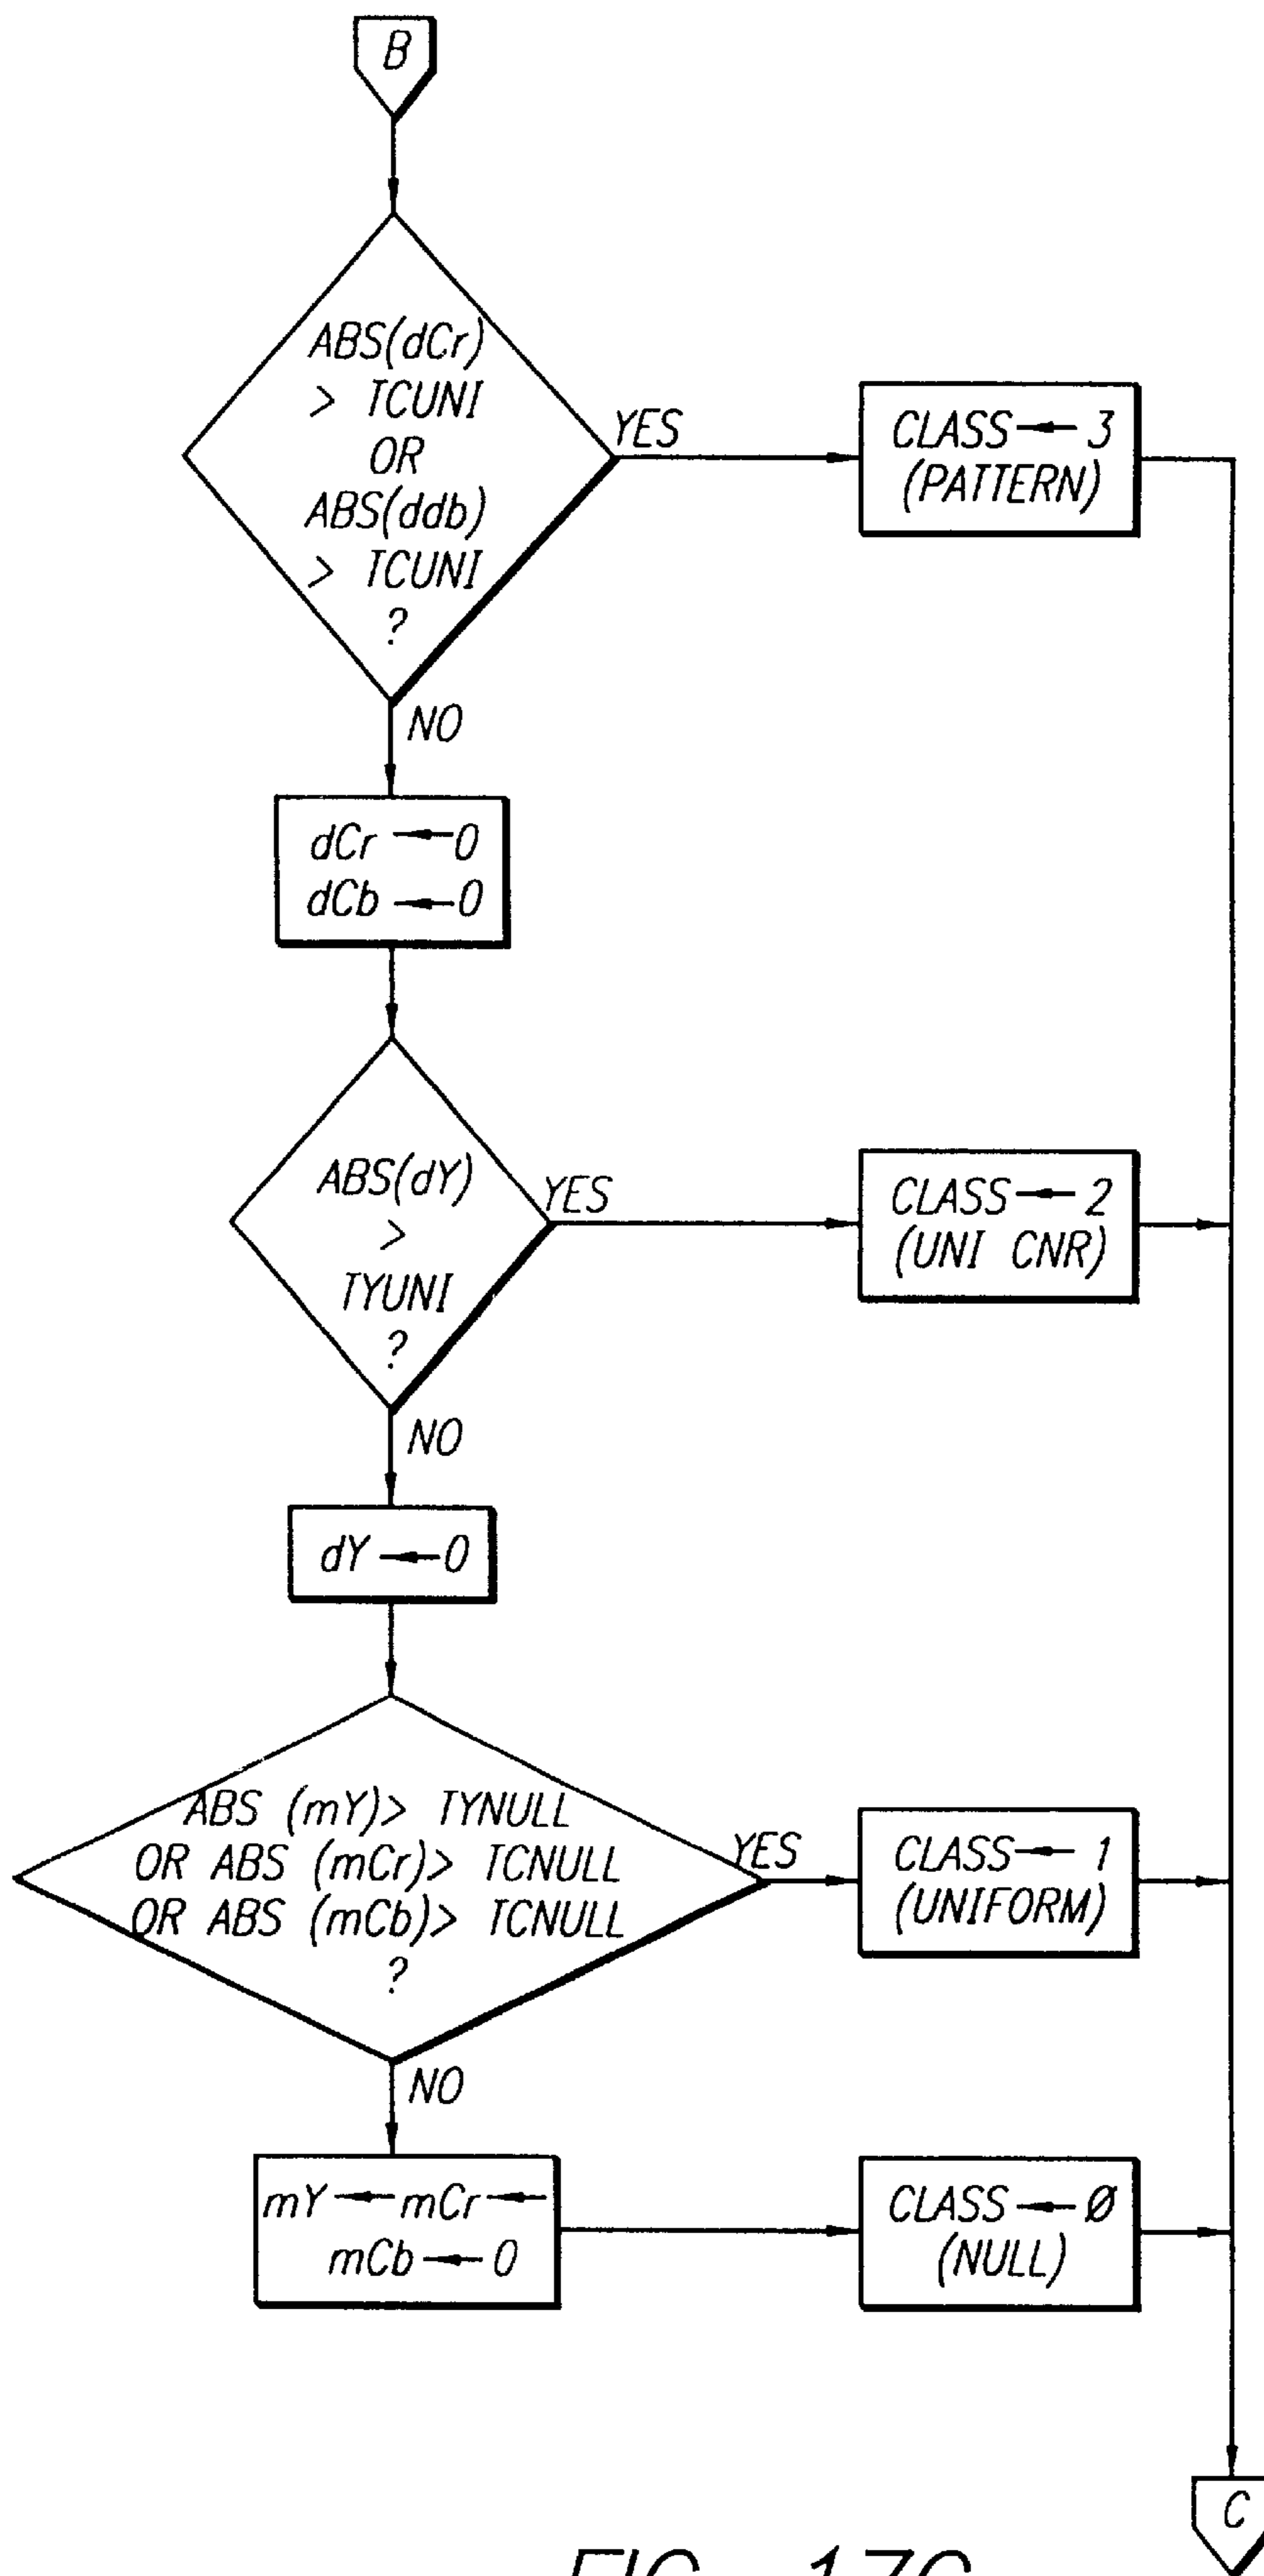 B
ABS(dCr)
> TCUNI
OR
ABS(ddb)
> TCUNI
?
YES
CLASS ← 3
(PATTERN)
NO
dCr ← 0
dCb ← 0
ABS(dY)
>
TYUNI
?
YES
CLASS ← 2
(UNI CNR)
NO
dY ← 0
ABS (mY)> TYNULL
OR ABS (mCr)> TCNULL
OR ABS (mCb)> TCNULL
?
YES
CLASS ← 1
(UNIFORM)
NO
mY ← mCr ←
mCb ← 0
CLASS ← Ø
(NULL)
C
FIG. 17C